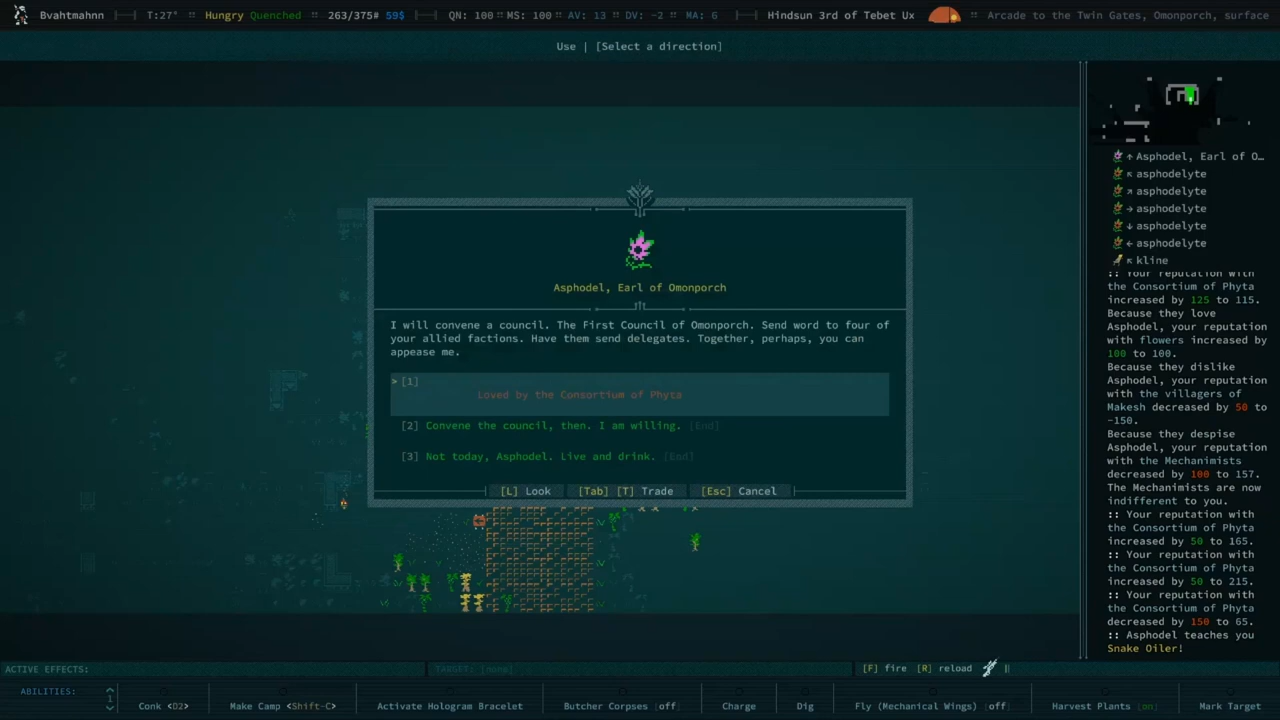 Bvahtmahnn T:27° Hungry Quenched 263/375# 59$ QN: 100 MS: 100 AV: 13 DV: -2 MA: 6 Hindsun 3rd of Tebet Ux Arcade to the Twin Gates, Omonporch, surface
Use | [Select a direction]
Asphodel, Earl of Omonporch
I will convene a council. The First Council of Omonporch. Send word to four of
your allied factions. Have them send delegates. Together, perhaps, you can
appease me.
> [1]
Loved by the Consortium of Phyta
[2] Convene the council, then. I am willing. [End]
[3] Not today, Asphodel. Live and drink. [End]
[L] Look [Tab] [T] Trade [Esc] Cancel
↑ Asphodel, Earl of O…
↖ asphodelyte
↗ asphodelyte
→ asphodelyte
↓ asphodelyte
← asphodelyte
↖ kline
:: Your reputation with
the Consortium of Phyta
increased by 125 to 115.
Because they love
Asphodel, your reputation
with flowers increased by
100 to 100.
Because they dislike
Asphodel, your reputation
with the villagers of
Makesh decreased by 50 to
-150.
Because they despise
Asphodel, your reputation
with the Mechanimists
decreased by 100 to 157.
The Mechanimists are now
indifferent to you.
:: Your reputation with
the Consortium of Phyta
increased by 50 to 165.
:: Your reputation with
the Consortium of Phyta
increased by 50 to 215.
:: Your reputation with
the Consortium of Phyta
decreased by 150 to 65.
:: Asphodel teaches you
Snake Oiler!
ACTIVE EFFECTS: TARGET: [none] [F] fire [R] reload
ABILITIES: 1 Conk <02> Make Camp <Shift-C> Activate Hologram Bracelet Butcher Corpses [off] Charge Dig Fly (Mechanical Wings) [off] Harvest Plants [on] Mark Target